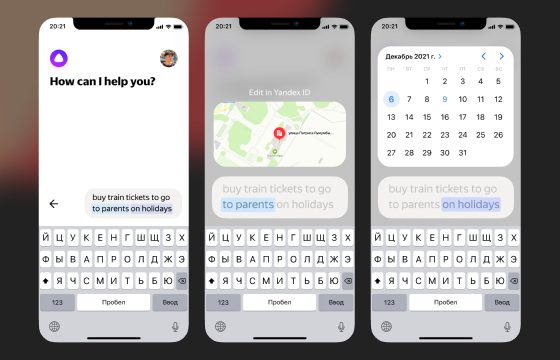 20:21
How can I help you?
buy train tickets to go
to parents on holidays
Й Ц У К Е Н Г Ш Щ З Х
Ф Ы В А П Р О Л Д Ж Э
Я Ч С М И Т Ь Б Ю
123 Пробел Ввод
20:21
Edit in Yandex ID
buy train tickets to go
to parents on holidays
Й Ц У К Е Н Г Ш Щ З Х
Ф Ы В А П Р О Л Д Ж Э
Я Ч С М И Т Ь Б Ю
123 Пробел Ввод
20:21
Декабрь 2021 г.
ПН ВТ СР ЧТ ПТ СБ ВС
1 2 3 4 5
6 7 8 9 10 11 12
13 14 15 16 17 18 19
20 21 22 23 24 25 26
27 28 29 30 31
buy train tickets to go
to parents on holidays
Й Ц У К Е Н Г Ш Щ З Х
Ф Ы В А П Р О Л Д Ж Э
Я Ч С М И Т Ь Б Ю
123 Пробел Ввод